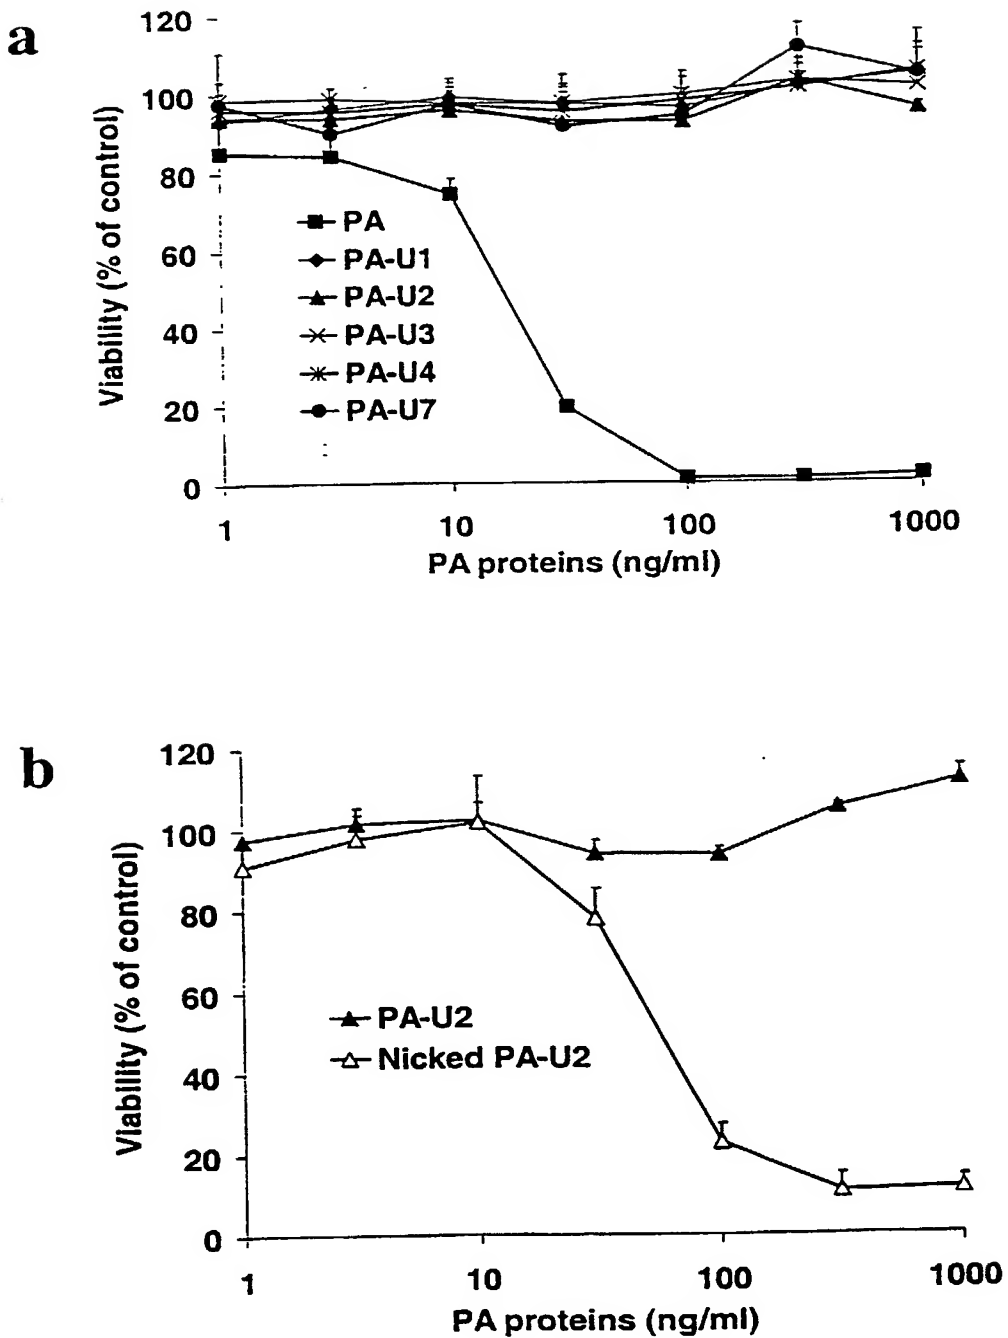 a
120
100
80
60
40
20
0
Viability (% of control)
PA
PA-U1
PA-U2
PA-U3
PA-U4
PA-U7
1 10 100 1000
PA proteins (ng/ml)
b
120
100
80
60
40
20
0
Viability (% of control)
PA-U2
Nicked PA-U2
1 10 100 1000
PA proteins (ng/ml)